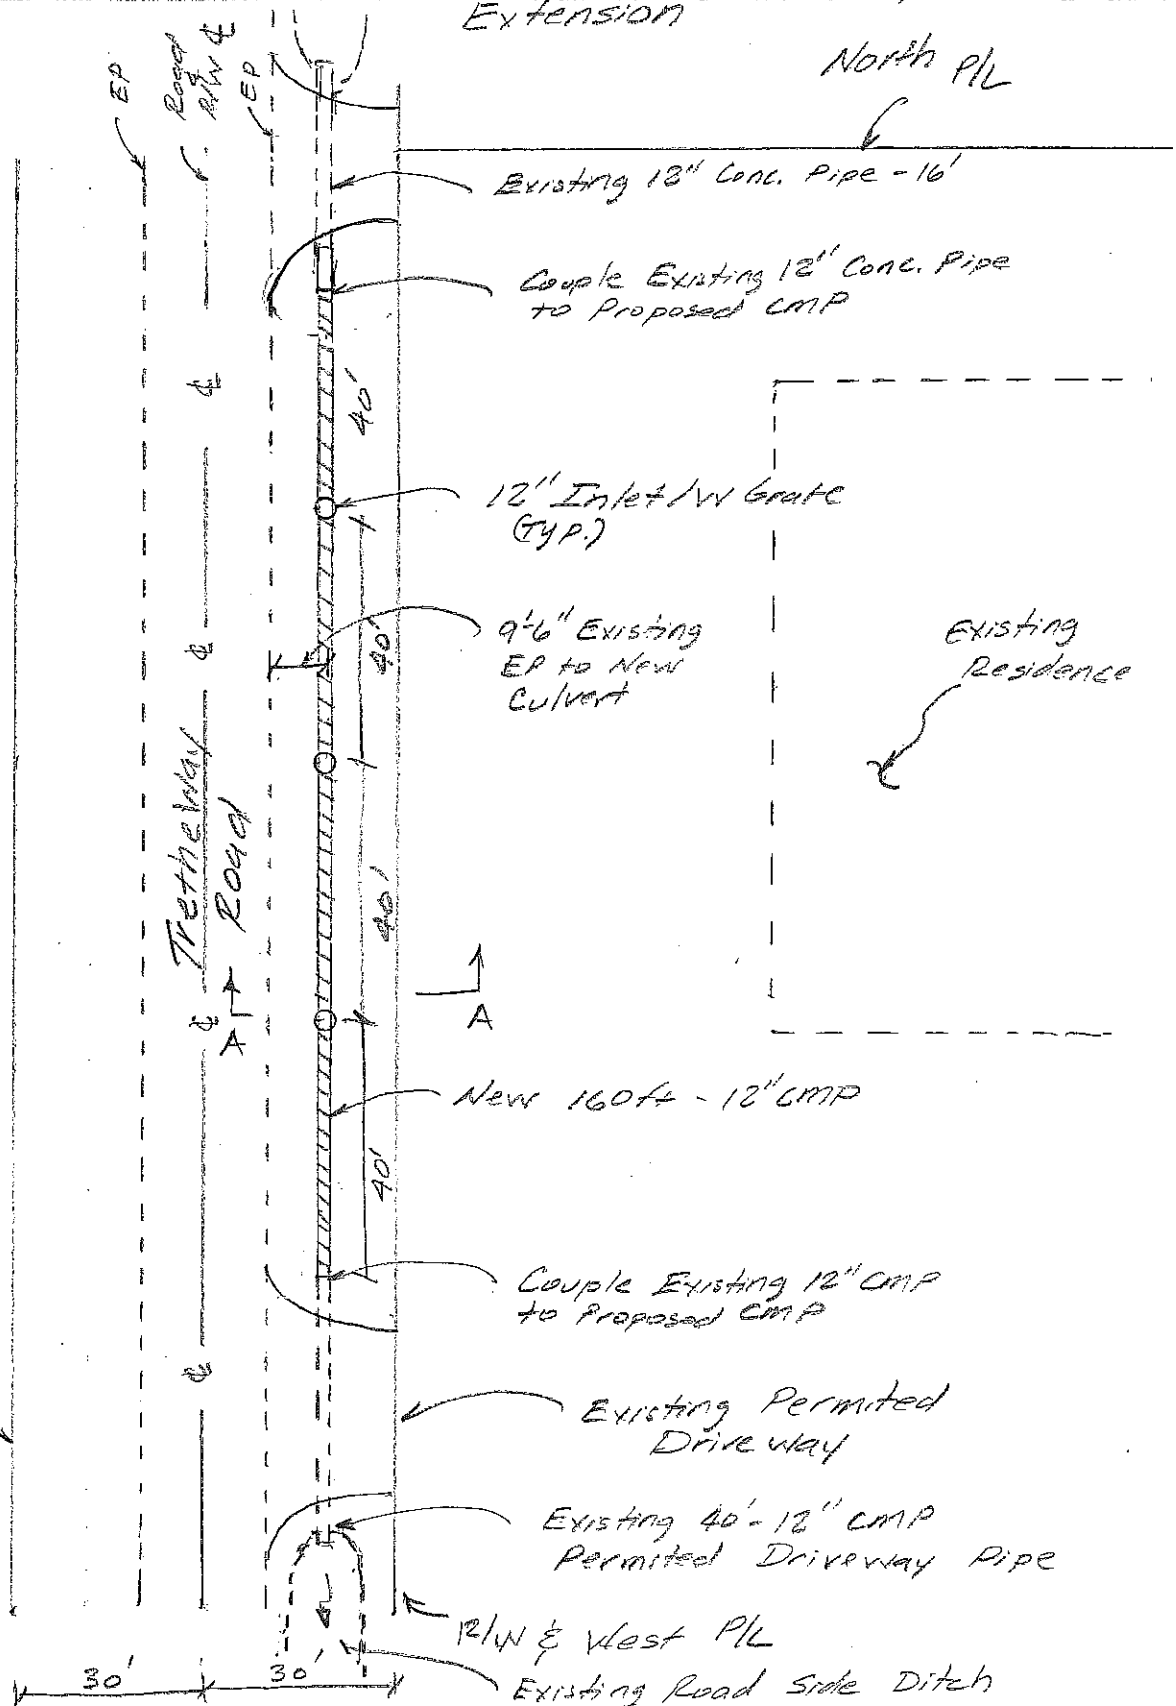 Extension
North P/L
EP
Road
&
R/W ℄
EP
Existing 12" Conc. Pipe - 16'
Couple Existing 12" Conc. Pipe
to Proposed CMP
℄
40'
12" Inlet/W Grate
(Typ.)
9'-6" Existing
EP to New
Culvert
40'
Existing
Residence
℄
Tretheway
Road
40'
A
A
℄
New 160ft - 12" CMP
40'
Couple Existing 12" CMP
to Proposed CMP
℄
Existing Permited
Driveway
Existing 40'- 12" CMP
Permited Driveway Pipe
R/W & West P/L
30'
30'
Existing Road Side Ditch